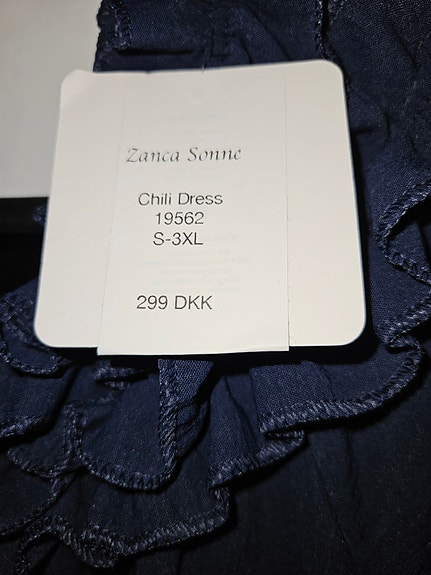 Zanca Sonne
Chili Dress
19562
S-3XL
299 DKK